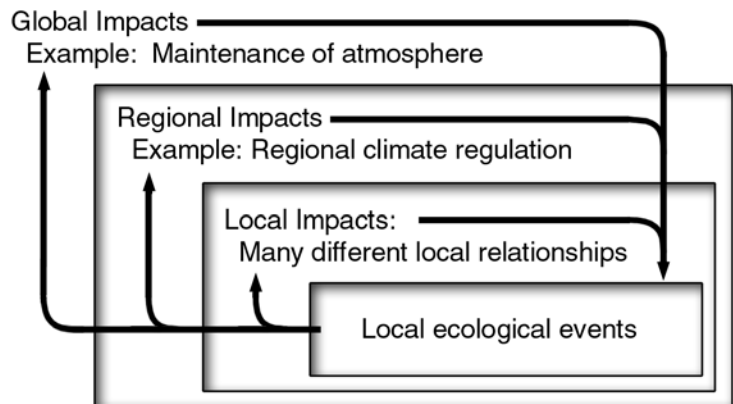 Global Impacts
Example: Maintenance of atmosphere
Regional Impacts
Example: Regional climate regulation
Local Impacts:
Many different local relationships
Local ecological events